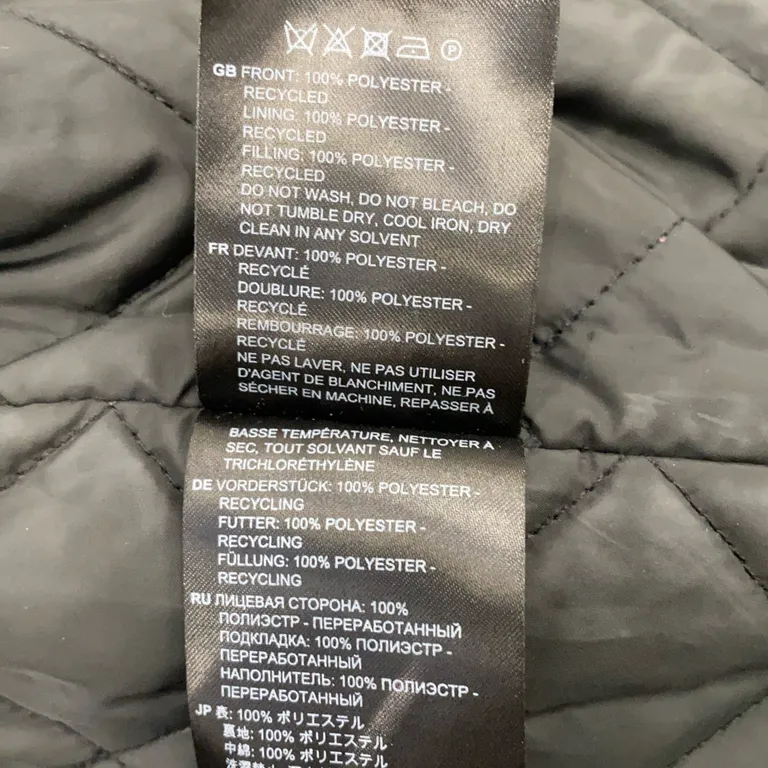 P
GB FRONT: 100% POLYESTER -
RECYCLED
LINING: 100% POLYESTER -
RECYCLED
FILLING: 100% POLYESTER -
RECYCLED
DO NOT WASH, DO NOT BLEACH, DO
NOT TUMBLE DRY, COOL IRON, DRY
CLEAN IN ANY SOLVENT
FR DEVANT: 100% POLYESTER -
RECYCLÉ
DOUBLURE: 100% POLYESTER -
RECYCLÉ
REMBOURRAGE: 100% POLYESTER -
RECYCLÉ
NE PAS LAVER, NE PAS UTILISER
D'AGENT DE BLANCHIMENT, NE PAS
SÉCHER EN MACHINE, REPASSER À
BASSE TEMPÉRATURE, NETTOYER A
SEC, TOUT SOLVANT SAUF LE
TRICHLORÉTHYLÈNE
DE VORDERSTÜCK: 100% POLYESTER -
RECYCLING
FUTTER: 100% POLYESTER -
RECYCLING
FÜLLUNG: 100% POLYESTER -
RECYCLING
RU ЛИЦЕВАЯ СТОРОНА: 100%
ПОЛИЭСТР - ПЕРЕРАБОТАННЫЙ
ПОДКЛАДКА: 100% ПОЛИЭСТР -
ПЕРЕРАБОТАННЫЙ
НАПОЛНИТЕЛЬ: 100% ПОЛИЭСТР -
ПЕРЕРАБОТАННЫЙ
JP 表: 100% ポリエステル
裏地: 100% ポリエステル
中綿: 100% ポリエステル